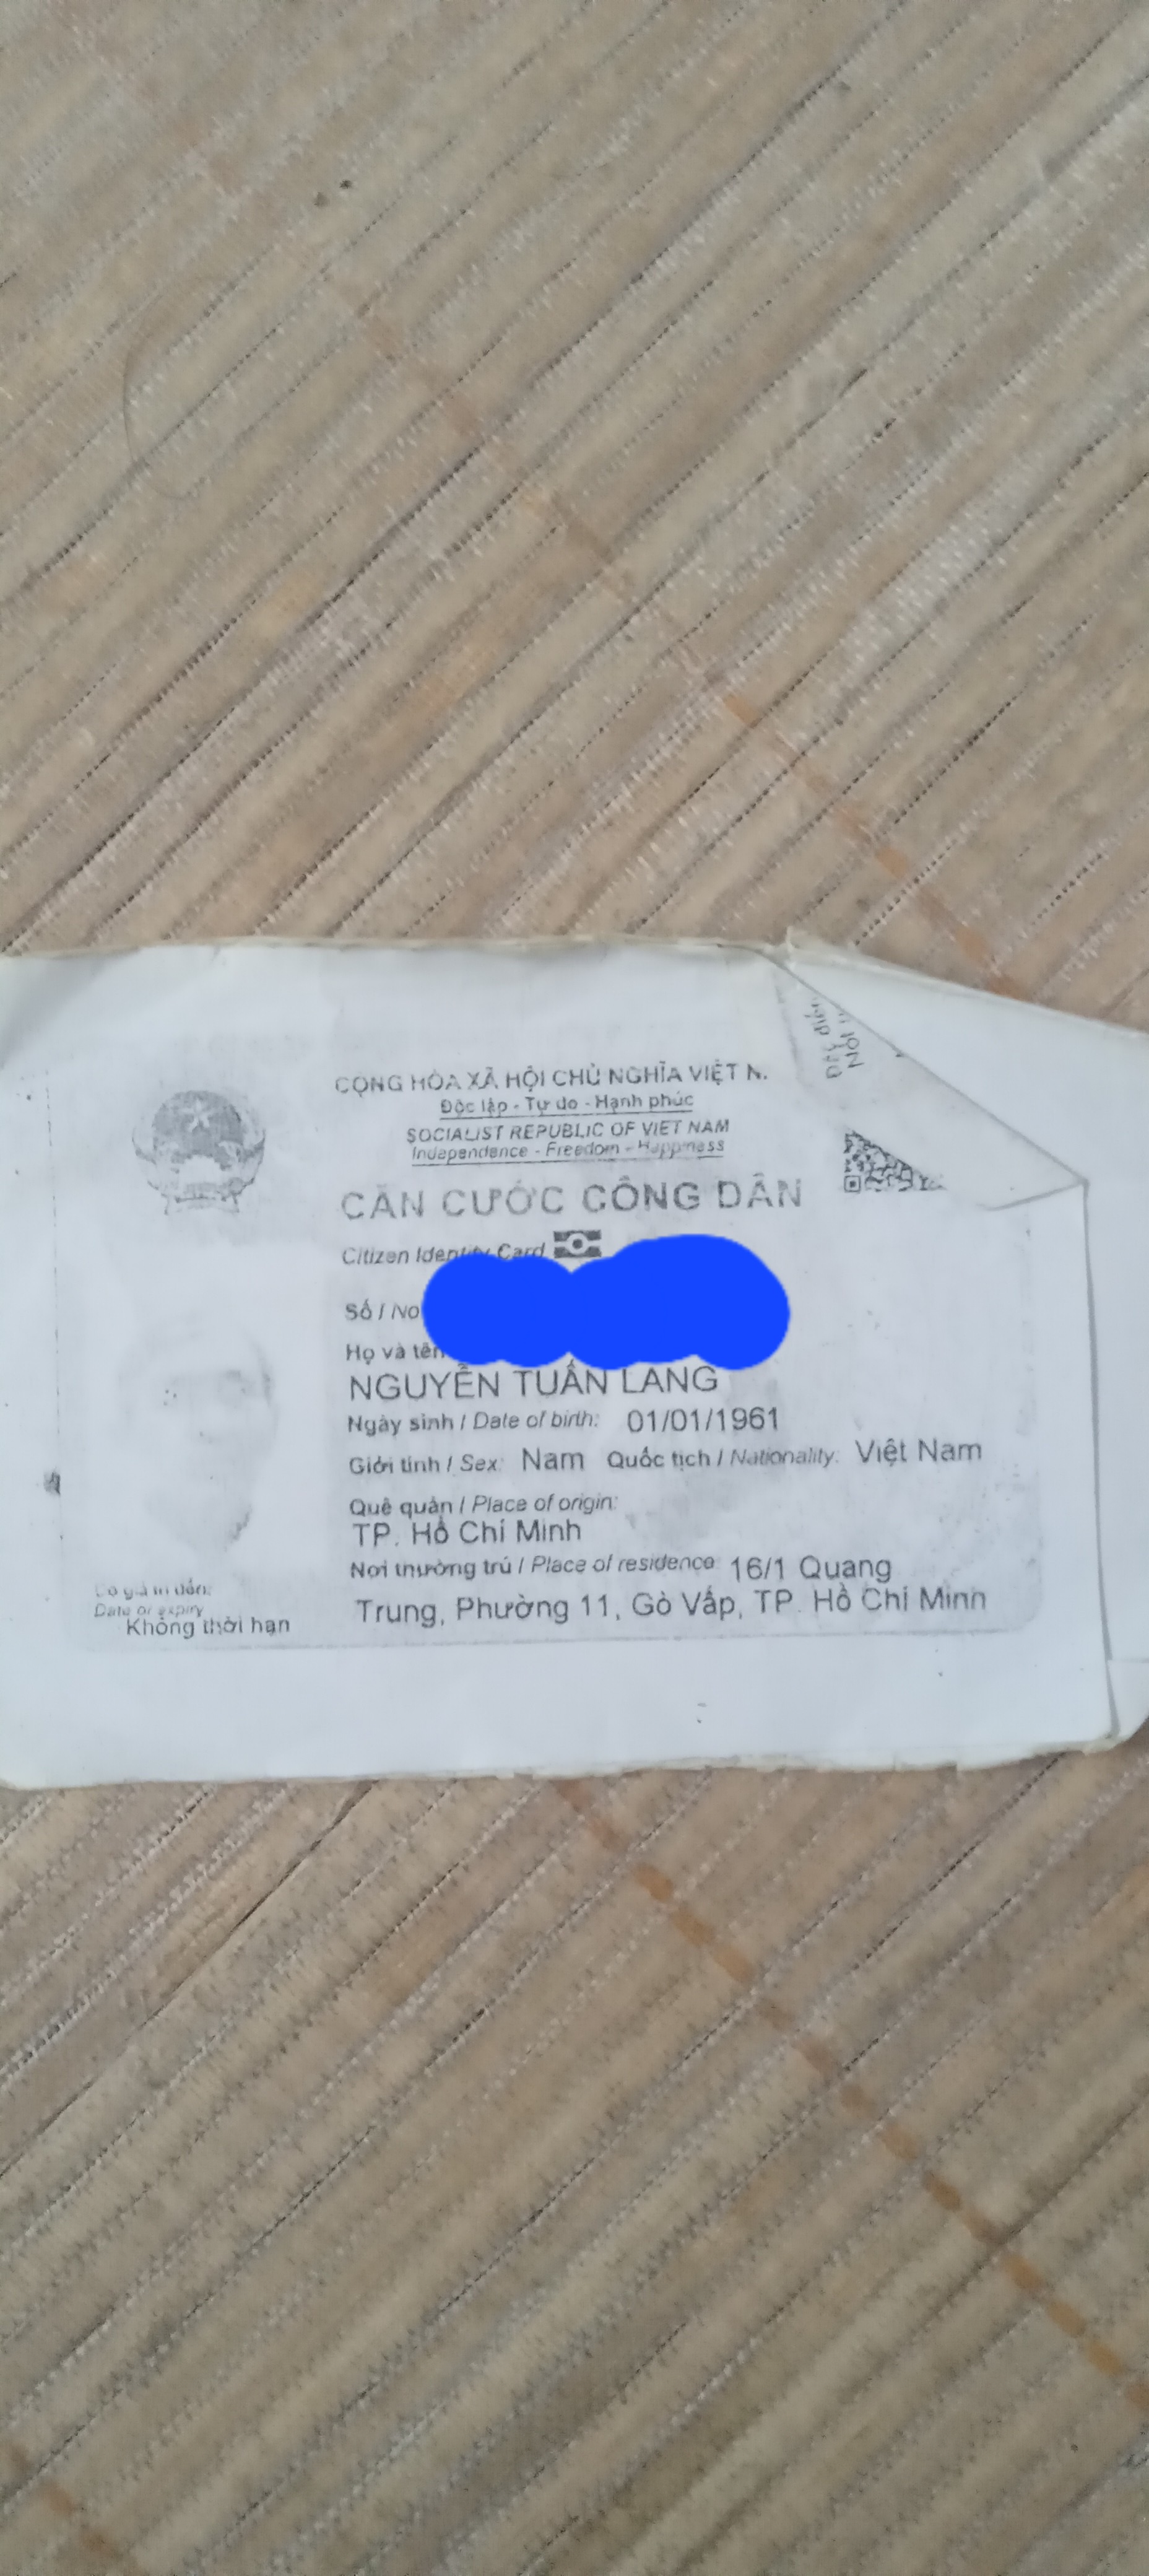 CỘNG HÒA XÃ HỘI CHỦ NGHĨA VIỆT N.
Độc lập - Tự do - Hạnh phúc
SOCIALIST REPUBLIC OF VIET NAM
Independence - Freedom - Happiness
CĂN CƯỚC CÔNG DÂN
Citizen Identity Card
Số / No
Họ và tên
NGUYỄN TUẤN LANG
Ngày sinh / Date of birth: 01/01/1961
Giới tính / Sex: Nam Quốc tịch / Nationality: Việt Nam
Quê quán / Place of origin:
TP. Hồ Chí Minh
Nơi thường trú / Place of residence: 16/1 Quang
Trung, Phường 11, Gò Vấp, TP. Hồ Chí Minh
Có giá trị đến:
Date of expiry
Không thời hạn